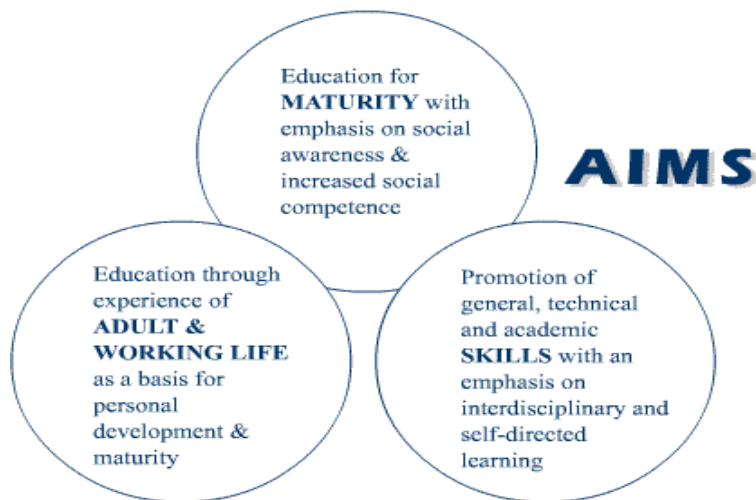 Education for
MATURITY with
emphasis on social
awareness &
increased social
competence
AIMS
Education through
experience of
ADULT &
WORKING LIFE
as a basis for
personal
development &
maturity
Promotion of
general, technical
and academic
SKILLS with an
emphasis on
interdisciplinary and
self-directed
learning